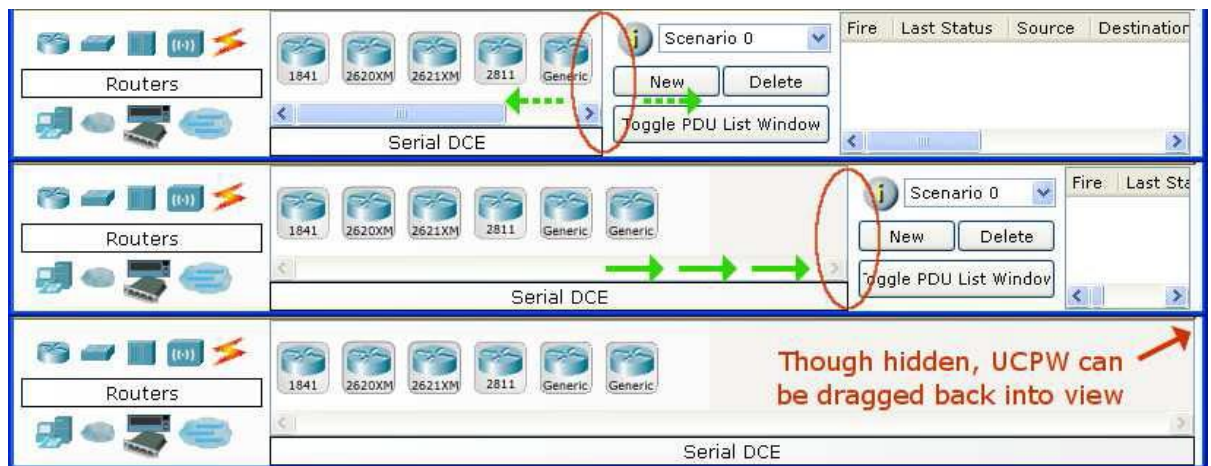 Scenario 0
Fire Last Status Source Destination
1841 2620XM 2621XM 2811 Generic
Routers
New Delete
Toggle PDU List Window
Serial DCE
Scenario 0
Fire Last Sta
1841 2620XM 2621XM 2811 Generic Generic
Routers
New Delete
Toggle PDU List Window
Serial DCE
Though hidden, UCPW can
be dragged back into view
1841 2620XM 2621XM 2811 Generic Generic
Routers
Serial DCE